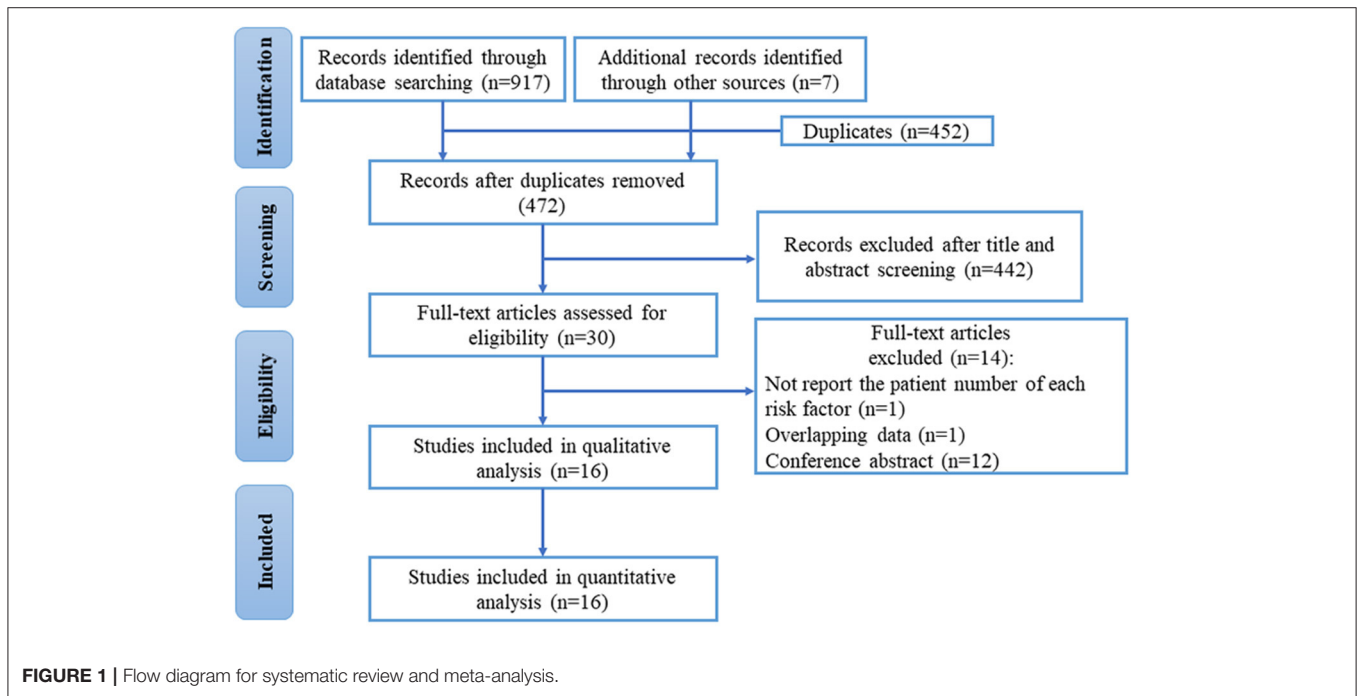 Identification
Records identified through
database searching (n=917)
Additional records identified
through other sources (n=7)
Duplicates (n=452)
Records after duplicates removed
(472)
Screening
Records excluded after title and
abstract screening (n=442)
Full-text articles assessed for
eligibility (n=30)
Eligibility
Full-text articles
excluded (n=14):
Not report the patient number of each
risk factor (n=1)
Overlapping data (n=1)
Conference abstract (n=12)
Studies included in qualitative
analysis (n=16)
Included
Studies included in quantitative
analysis (n=16)
FIGURE 1 | Flow diagram for systematic review and meta-analysis.